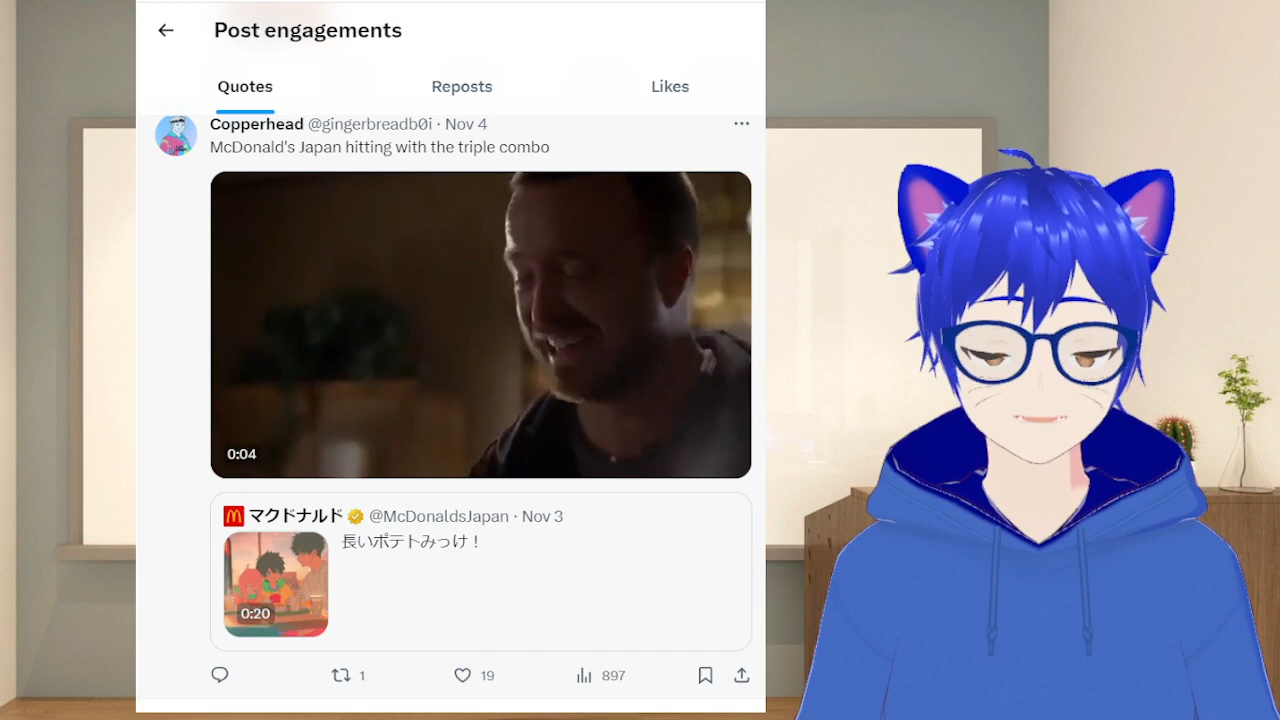 Post engagements
Quotes Reposts Likes
Copperhead @gingerbreadb0i · Nov 4
McDonald's Japan hitting with the triple combo
0:04
マクドナルド @McDonaldsJapan · Nov 3
長いポテトみっけ！
0:20
1 19 897